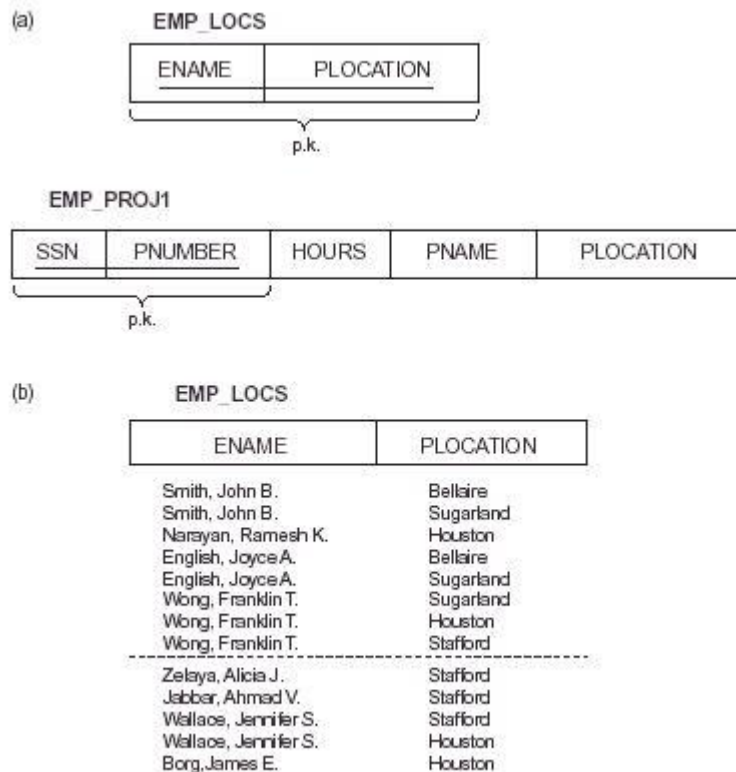 (a) EMP_LOCS
ENAME PLOCATION
p.k.
EMP_PROJ1
SSN PNUMBER HOURS PNAME PLOCATION
p.k.
(b) EMP_LOCS
ENAME PLOCATION
Smith, John B. Bellaire
Smith, John B. Sugarland
Narayan, Ramesh K. Houston
English, Joyce A. Bellaire
English, Joyce A. Sugarland
Wong, Franklin T. Sugarland
Wong, Franklin T. Houston
Wong, Franklin T. Stafford
Zelaya, Alicia J. Stafford
Jabbar, Ahmad V. Stafford
Wallace, Jennifer S. Stafford
Wallace, Jennifer S. Houston
Borg,James E. Houston